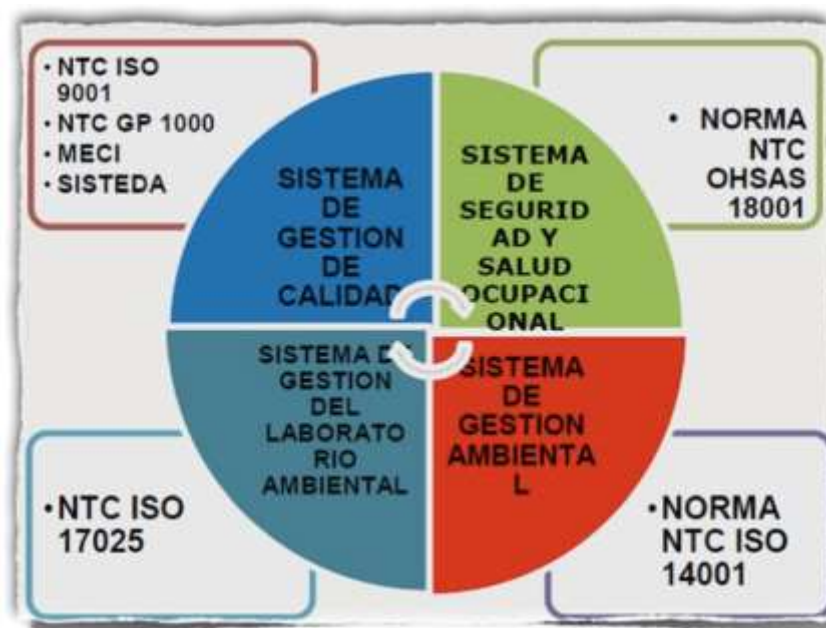 • NTC ISO
9001
• NTC GP 1000
• MECI
• SISTEDA
SISTEMA
DE
GESTION
DE
CALIDAD
SISTEMA
DE
SEGURID
AD Y
SALUD
OCUPACI
ONAL
• NORMA
NTC
OHSAS
18001
SISTEMA DE
GESTION
DEL
LABORATO
RIO
AMBIENTAL
SISTEMA
DE
GESTION
AMBIENTA
L
• NTC ISO
17025
• NORMA
NTC ISO
14001